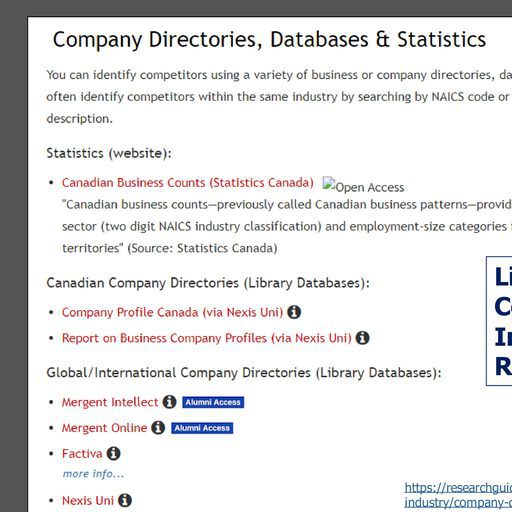 Company Directories, Databases & Statistics
You can identify competitors using a variety of business or company directories, da
often identify competitors within the same industry by searching by NAICS code or
description.
Statistics (website):
• Canadian Business Counts (Statistics Canada) Open Access
"Canadian business counts—previously called Canadian business patterns—provid
sector (two digit NAICS industry classification) and employment-size categories
territories" (Source: Statistics Canada)
Canadian Company Directories (Library Databases):
• Company Profile Canada (via Nexis Uni) i
• Report on Business Company Profiles (via Nexis Uni) i
Global/International Company Directories (Library Databases):
• Mergent Intellect i Alumni Access
• Mergent Online i Alumni Access
• Factiva i
more info...
• Nexis Uni i
Li
C
I
R
https://researchguid
industry/company-